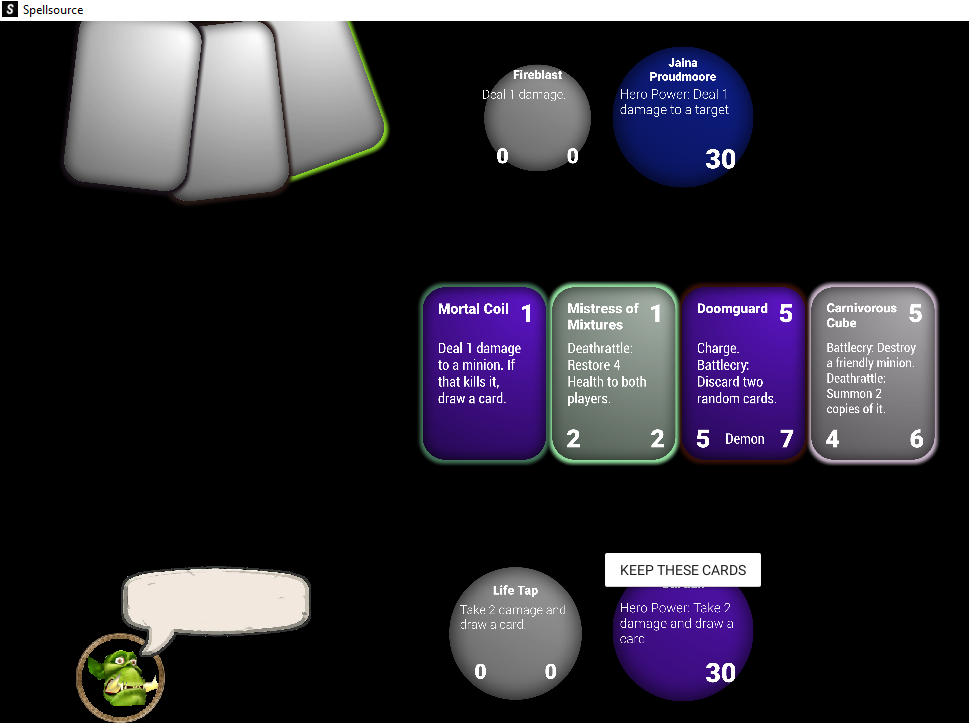 S Spellsource
Fireblast
Deal 1 damage.
0 0
Jaina
Proudmoore
Hero Power: Deal 1
damage to a target
30
Mortal Coil 1
Deal 1 damage
to a minion. If
that kills it,
draw a card.
Mistress of
Mixtures
1
Deathrattle:
Restore 4
Health to both
players.
2 2
Doomguard 5
Charge.
Battlecry:
Discard two
random cards.
5 Demon 7
Carnivorous
Cube
5
Battlecry: Destroy
a friendly minion.
Deathrattle:
Summon 2
copies of it.
4 6
Life Tap
Take 2 damage and
draw a card.
0 0
KEEP THESE CARDS
Hero Power: Take 2
damage and draw a
card
30